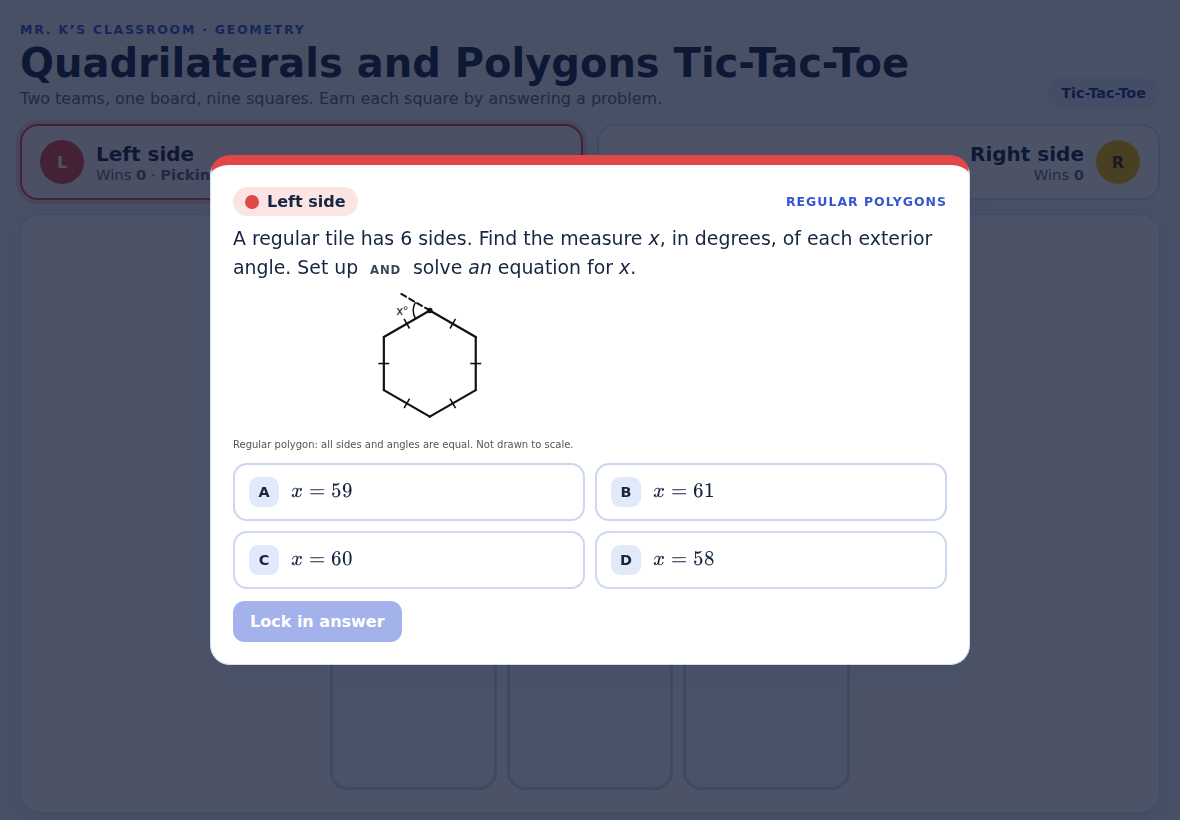 MR. K'S CLASSROOM · GEOMETRY
Quadrilaterals and Polygons Tic-Tac-Toe
Two teams, one board, nine squares. Earn each square by answering a problem.
Tic-Tac-Toe
L
Left side
Wins 0 · Pickin
Right side
Wins 0
R
Left side
REGULAR POLYGONS
A regular tile has 6 sides. Find the measure x, in degrees, of each exterior
angle. Set up AND solve an equation for x.
x°
Regular polygon: all sides and angles are equal. Not drawn to scale.
A x = 59
B x = 61
C x = 60
D x = 58
Lock in answer